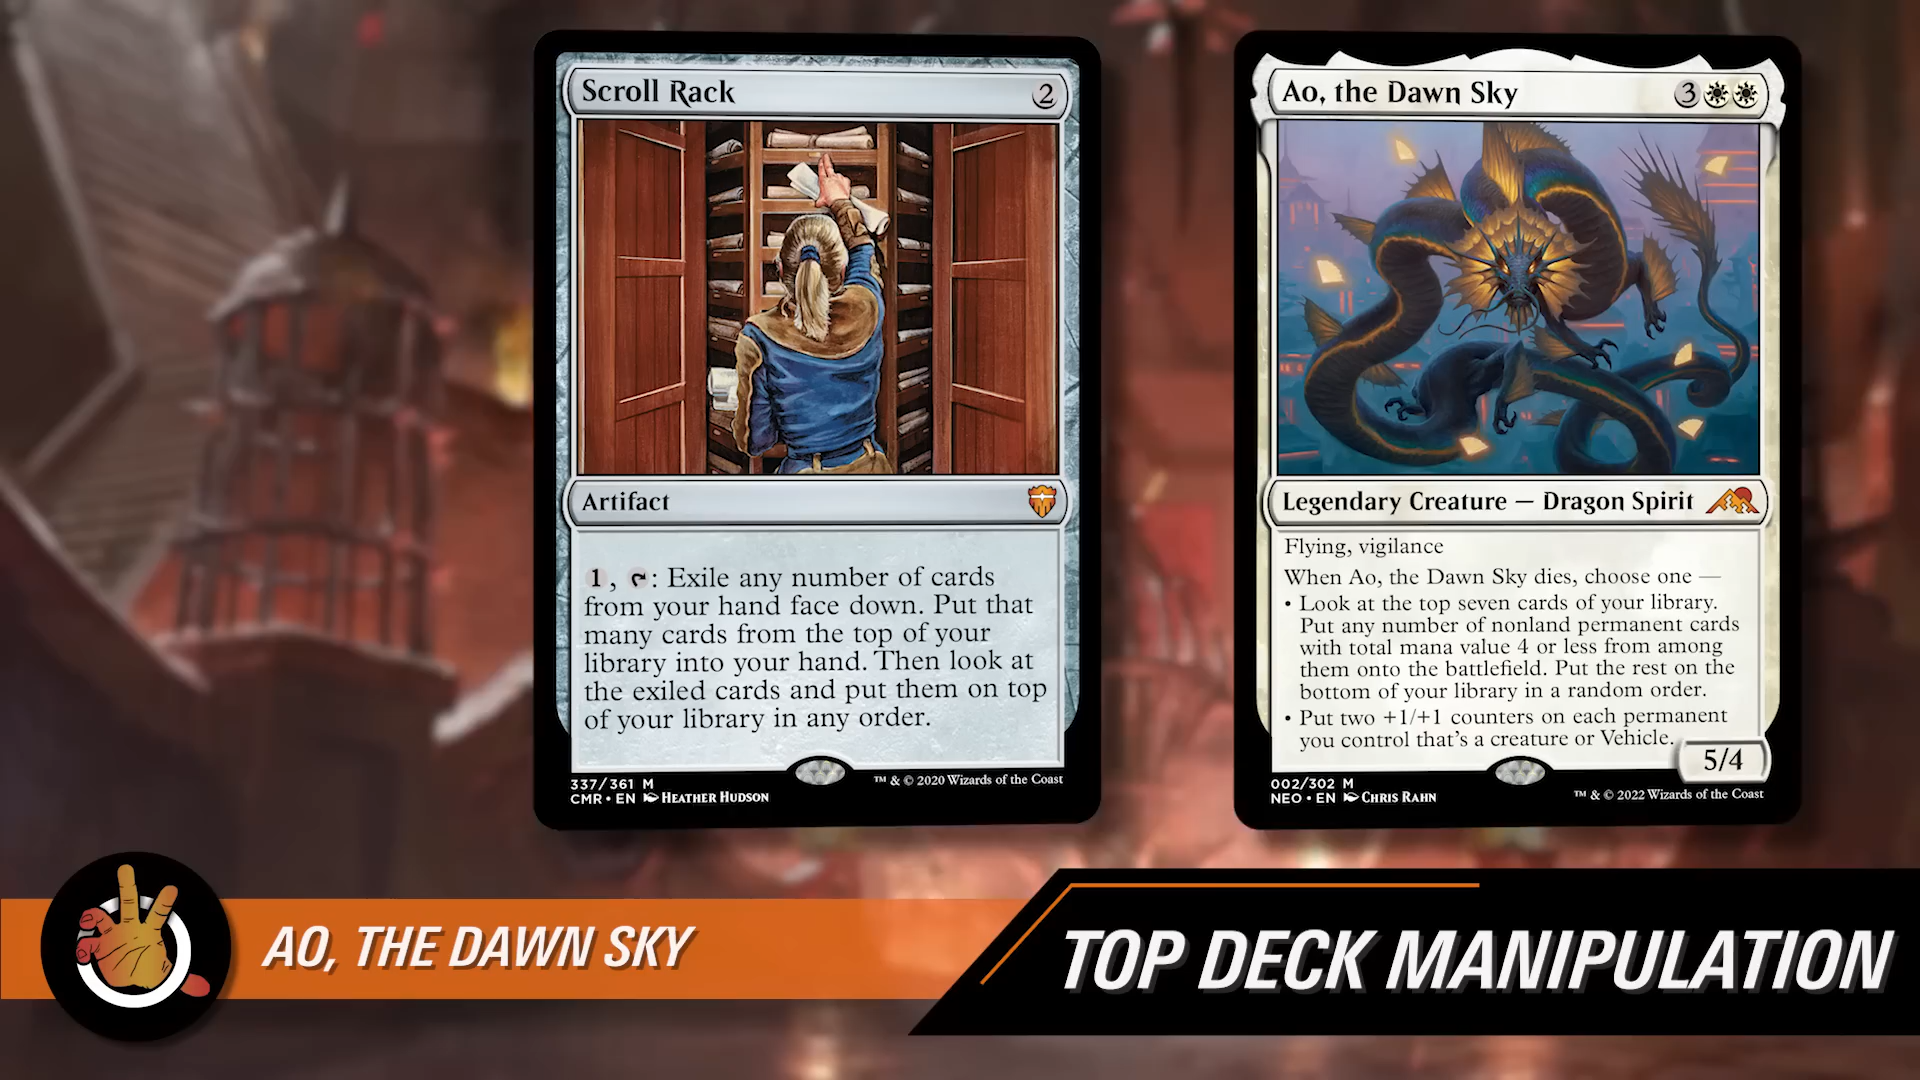 Scroll Rack 2
Artifact
1, : Exile any number of cards
from your hand face down. Put that
many cards from the top of your
library into your hand. Then look at
the exiled cards and put them on top
of your library in any order.
337/361 M
CMR • EN HEATHER HUDSON
™ & © 2020 Wizards of the Coast
Ao, the Dawn Sky 3
Legendary Creature — Dragon Spirit
Flying, vigilance
When Ao, the Dawn Sky dies, choose one —
• Look at the top seven cards of your library.
Put any number of nonland permanent cards
with total mana value 4 or less from among
them onto the battlefield. Put the rest on the
bottom of your library in a random order.
• Put two +1/+1 counters on each permanent
you control that's a creature or Vehicle.
5/4
002/302 M
NEO • EN CHRIS RAHN
™ & © 2022 Wizards of the Coast
AO, THE DAWN SKY
TOP DECK MANIPULATION